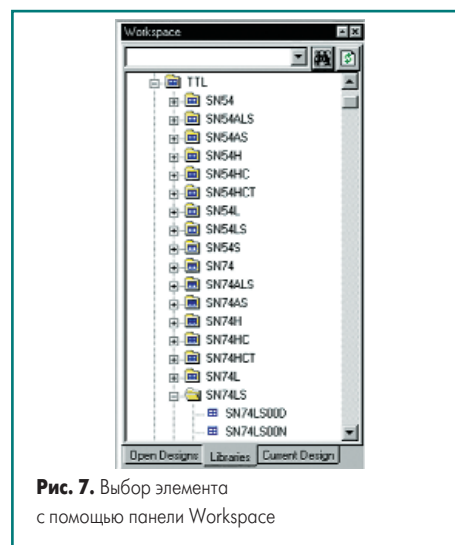 Workspace
TTL
SN54
SN54ALS
SN54AS
SN54H
SN54HC
SN54HCT
SN54L
SN54LS
SN54S
SN74
SN74ALS
SN74AS
SN74H
SN74HC
SN74HCT
SN74L
SN74LS
SN74LS00D
SN74LS00N
Open Designs Libraries Current Design
Рис. 7. Выбор элемента
с помощью панели Workspace